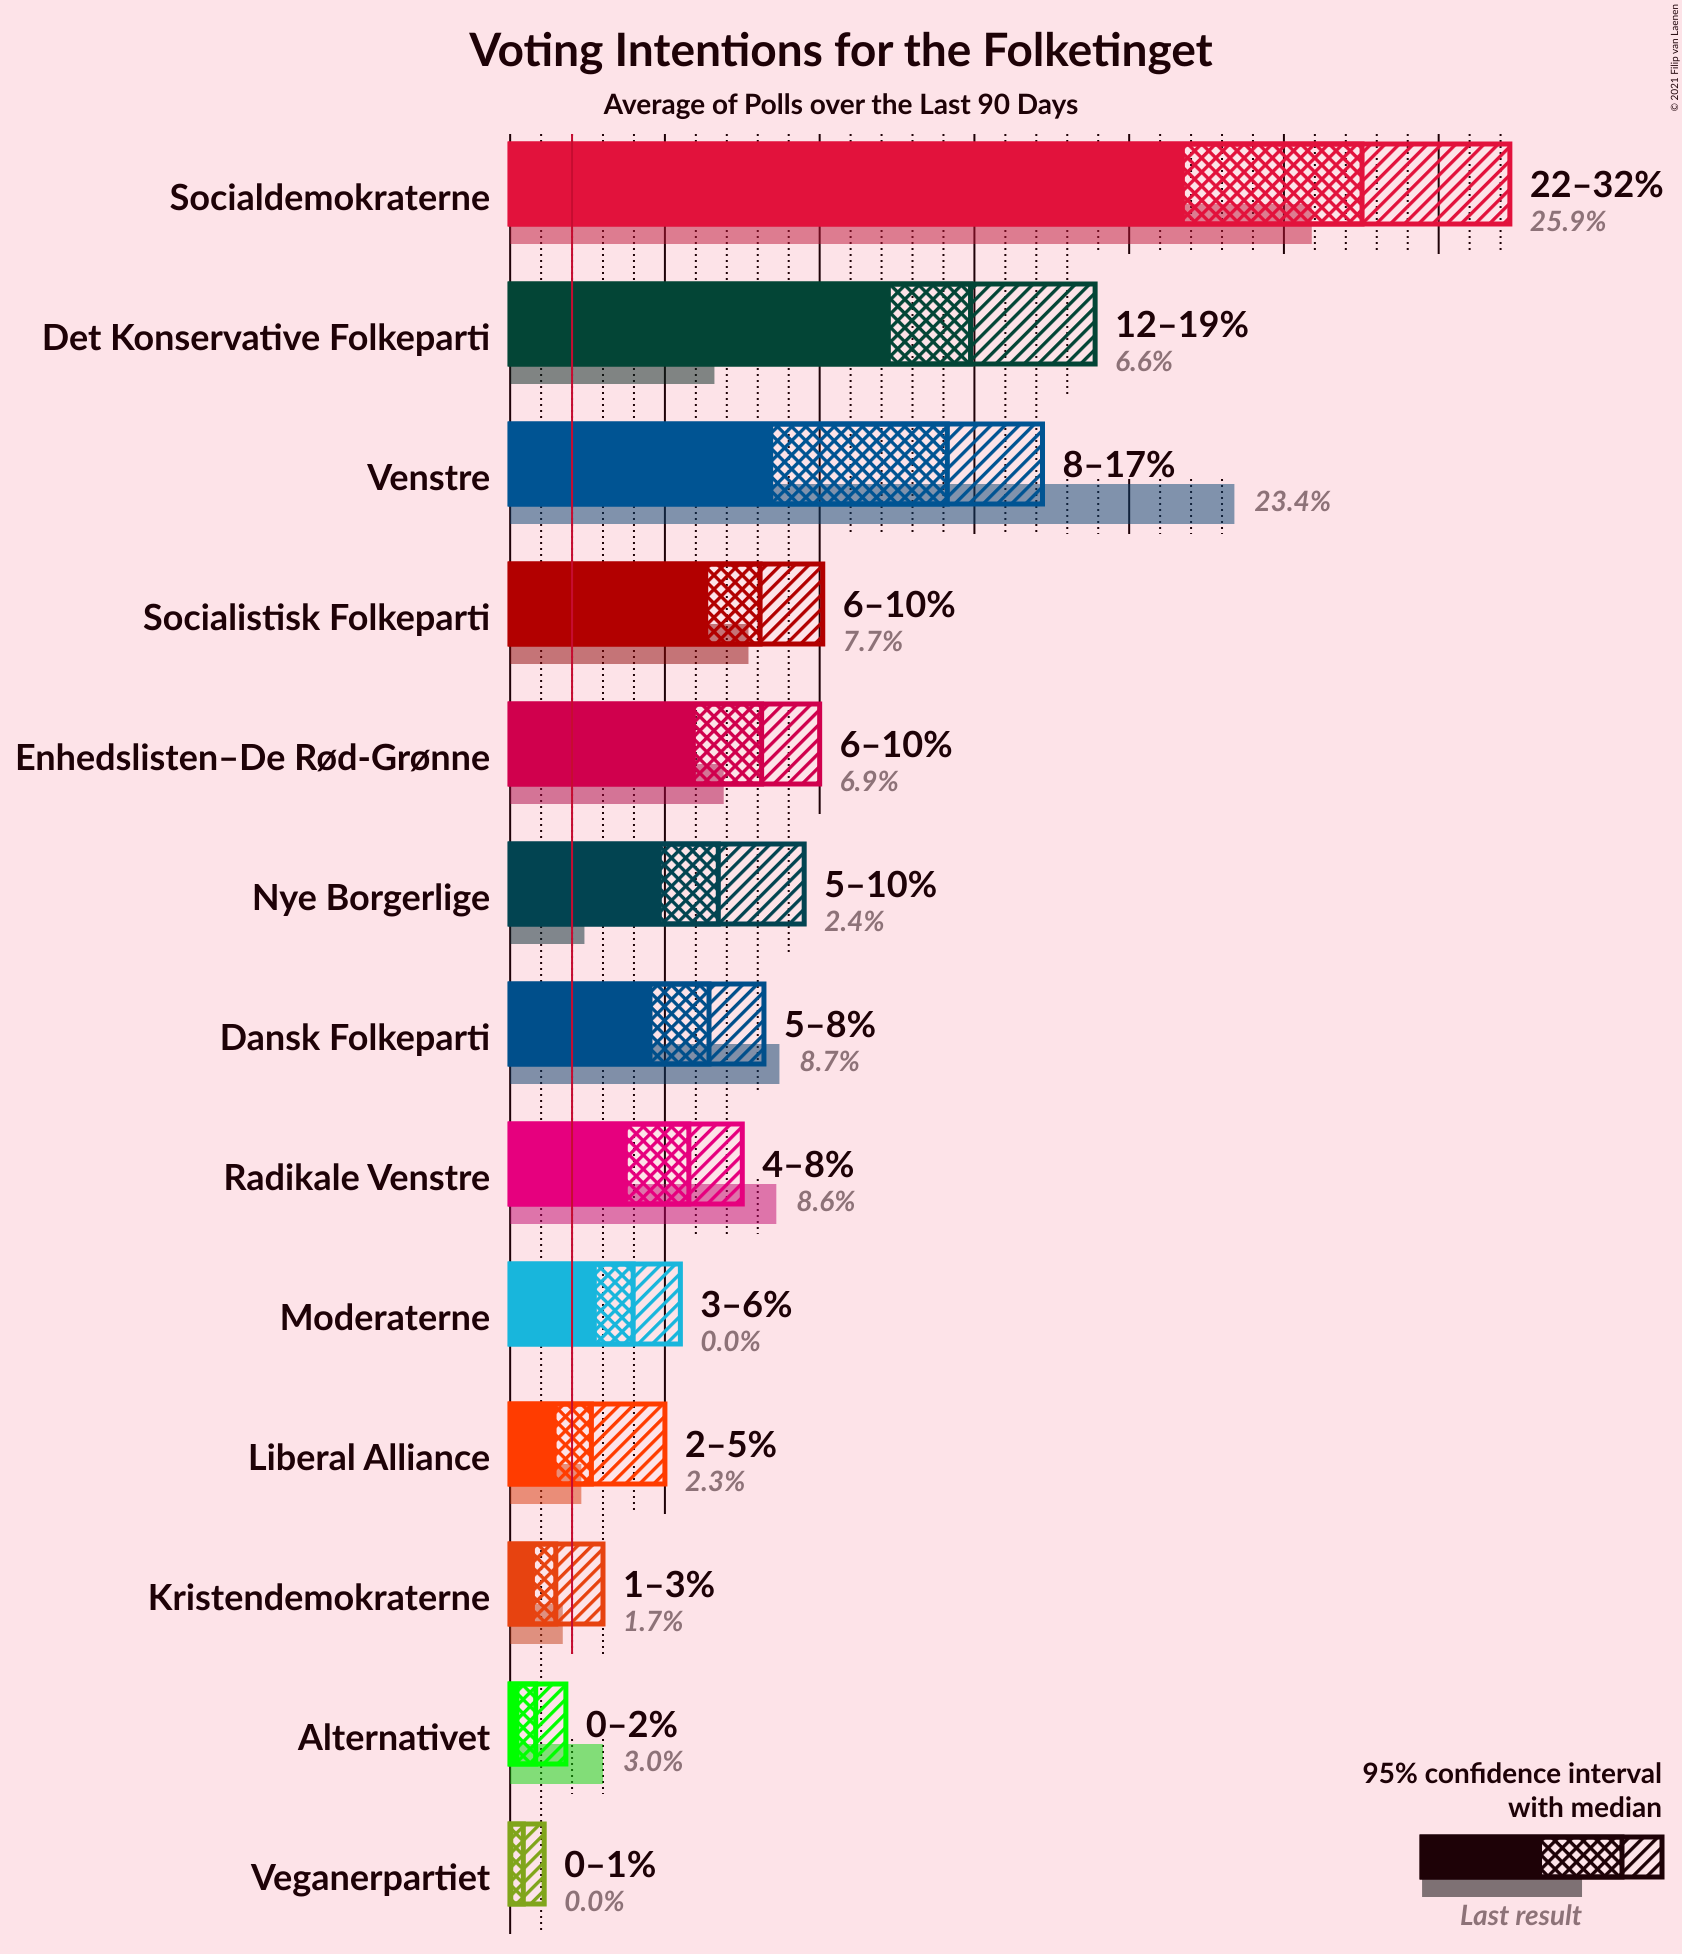 © 2021 Filip van Laenen
Voting Intentions for the Folketinget
Average of Polls over the Last 90 Days
Socialdemokraterne
22–32%
25.9%
Det Konservative Folkeparti
12–19%
6.6%
Venstre
8–17%
23.4%
Socialistisk Folkeparti
6–10%
7.7%
Enhedslisten–De Rød-Grønne
6–10%
6.9%
Nye Borgerlige
5–10%
2.4%
Dansk Folkeparti
5–8%
8.7%
Radikale Venstre
4–8%
8.6%
Moderaterne
3–6%
0.0%
Liberal Alliance
2–5%
2.3%
Kristendemokraterne
1–3%
1.7%
Alternativet
0–2%
3.0%
Veganerpartiet
0–1%
0.0%
95% confidence interval
with median
Last result